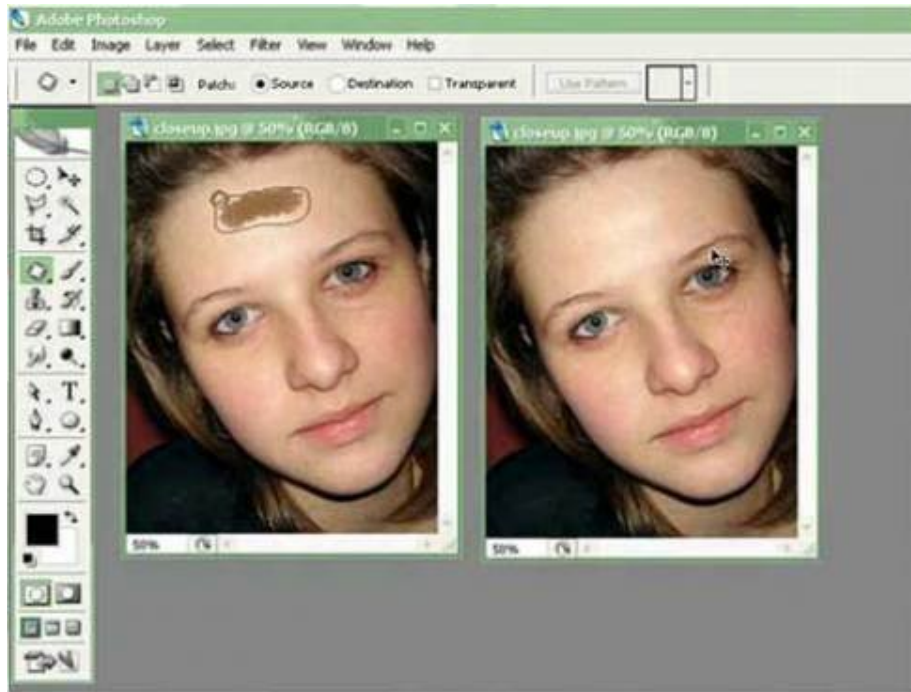 Adobe Photoshop
File Edit Image Layer Select Filter View Window Help
Patch: Source Destination Transparent Use Pattern
closeup.jpg @ 50% (RGB/8)
closeup.jpg @ 50% (RGB/8)
T
50%
50%